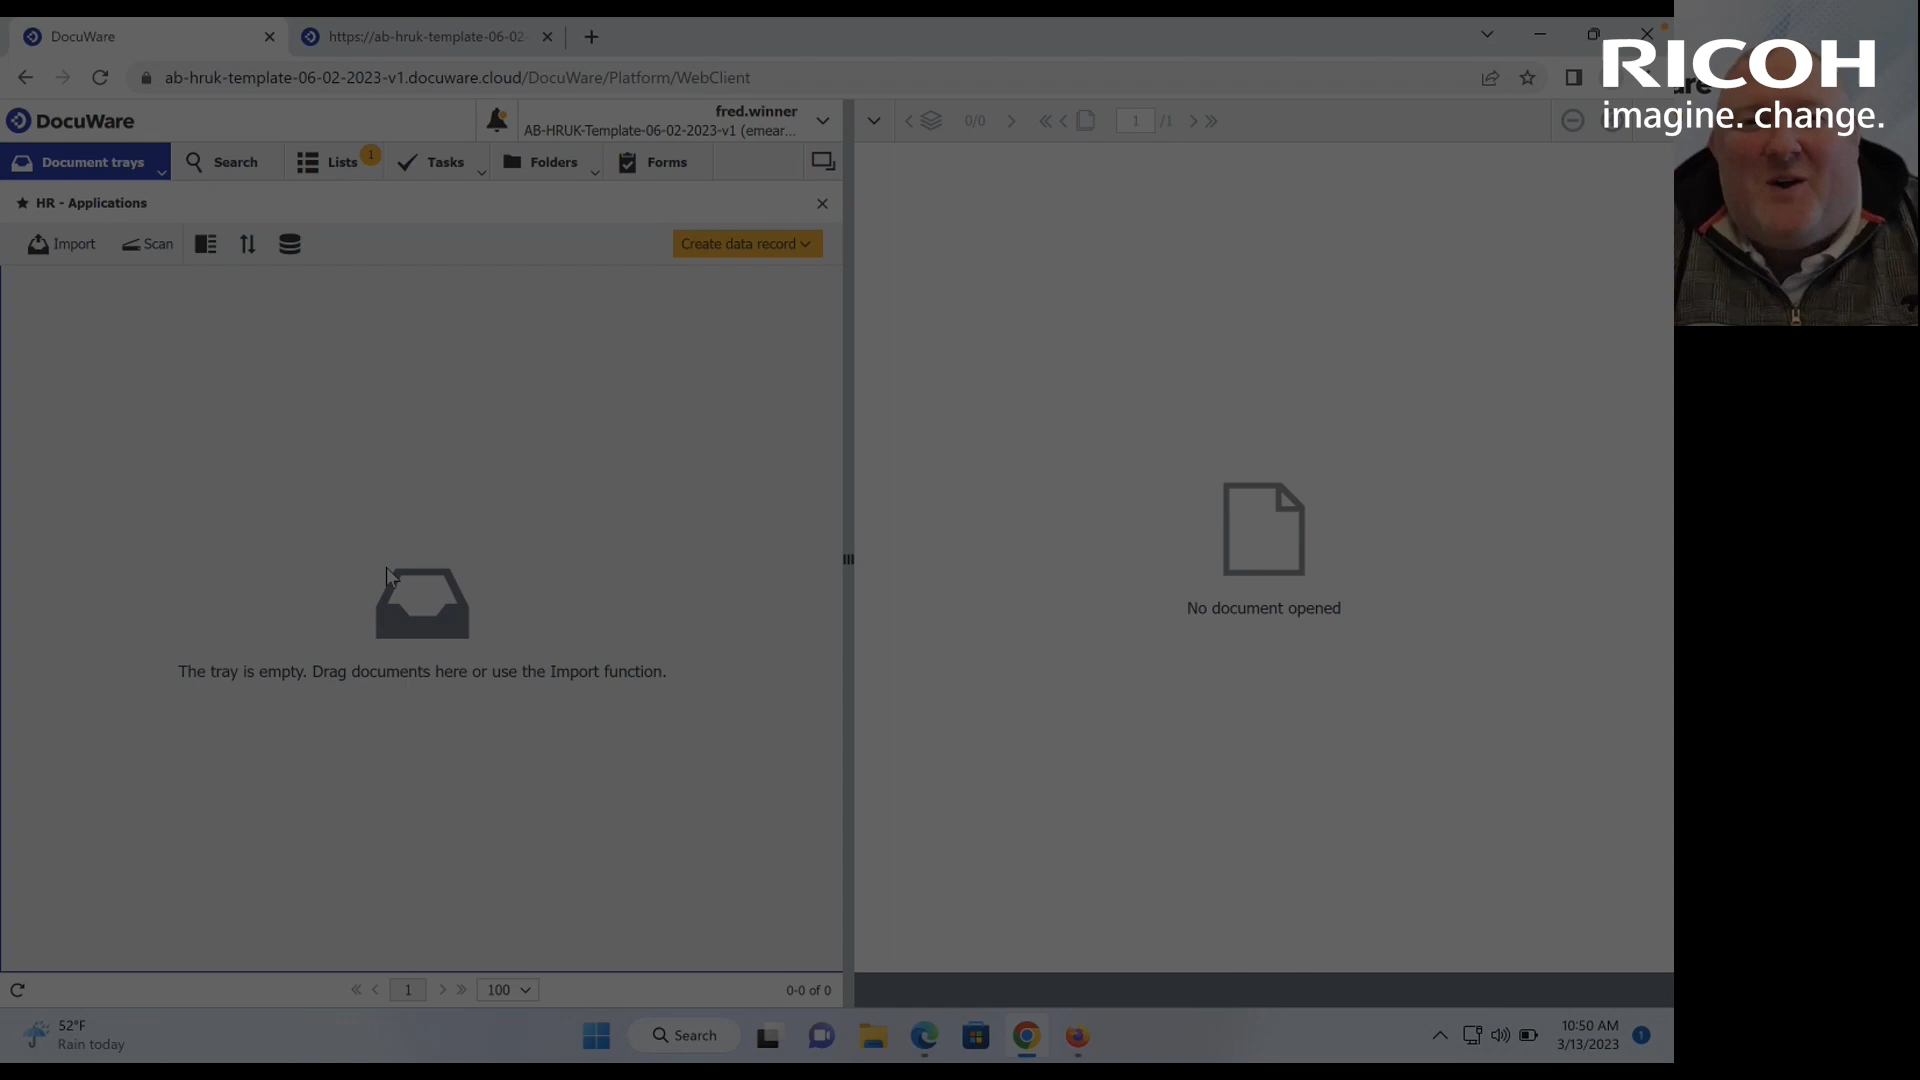 DocuWare
https://ab-hruk-template-06-02-
ab-hruk-template-06-02-2023-v1.docuware.cloud/DocuWare/Platform/WebClient
RICOH
imagine. change.
DocuWare
fred.winner
AB-HRUK-Template-06-02-2023-v1 (emear...
0/0
1
/1
Document trays
Search
Lists
1
Tasks
Folders
Forms
HR - Applications
Import
Scan
Create data record
The tray is empty. Drag documents here or use the Import function.
No document opened
1
100
0-0 of 0
52°F
Rain today
Search
10:50 AM
3/13/2023
1